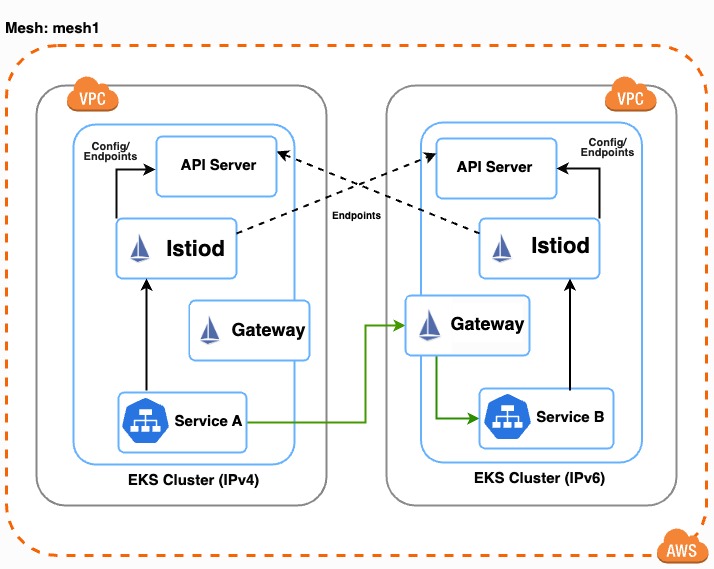 Mesh: mesh1
VPC
VPC
Config/
Endpoints
API Server
API Server
Config/
Endpoints
Endpoints
Istiod
Istiod
Gateway
Gateway
Service A
Service B
EKS Cluster (IPv4)
EKS Cluster (IPv6)
AWS